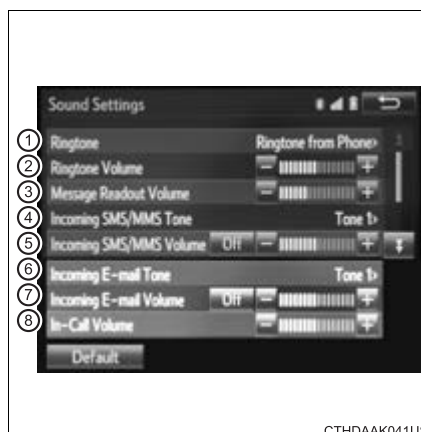 Sound Settings
1 Ringtone Ringtone from Phone
2 Ringtone Volume
3 Message Readout Volume
4 Incoming SMS/MMS Tone Tone 1
5 Incoming SMS/MMS Volume Off
6 Incoming E-mail Tone Tone 1
7 Incoming E-mail Volume Off
8 In-Call Volume
Default